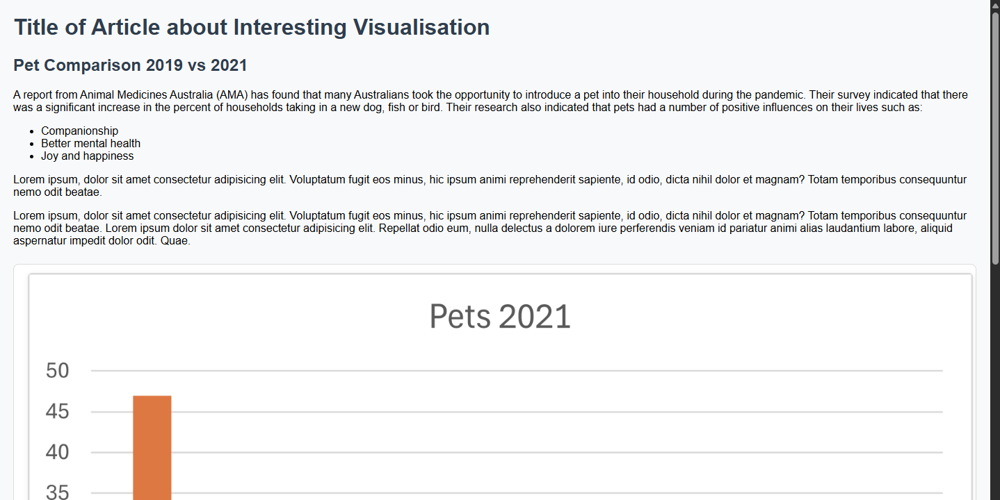 Title of Article about Interesting Visualisation
Pet Comparison 2019 vs 2021
A report from Animal Medicines Australia (AMA) has found that many Australians took the opportunity to introduce a pet into their household during the pandemic. Their survey indicated that there
was a significant increase in the percent of households taking in a new dog, fish or bird. Their research also indicated that pets had a number of positive influences on their lives such as:
• Companionship
• Better mental health
• Joy and happiness
Lorem ipsum, dolor sit amet consectetur adipisicing elit. Voluptatum fugit eos minus, hic ipsum animi reprehenderit sapiente, id odio, dicta nihil dolor et magnam? Totam temporibus consequuntur
nemo odit beatae.
Lorem ipsum, dolor sit amet consectetur adipisicing elit. Voluptatum fugit eos minus, hic ipsum animi reprehenderit sapiente, id odio, dicta nihil dolor et magnam? Totam temporibus consequuntur
nemo odit beatae. Lorem ipsum dolor sit amet consectetur adipisicing elit. Repellat odio eum, nulla delectus a dolorem iure perferendis veniam id pariatur animi alias laudantium labore, aliquid
aspernatur impedit dolor odit. Quae.
Pets 2021
50
45
40
35